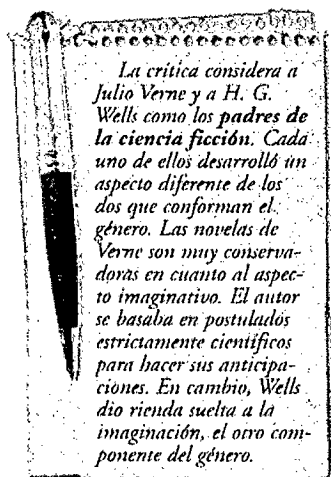 La crítica considera a
Julio Verne y a H. G.
Wells como los padres de
la ciencia ficción. Cada
uno de ellos desarrolló un
aspecto diferente de los
dos que conforman el
género. Las novelas de
Verne son muy conserva-
doras en cuanto al aspec-
to imaginativo. El autor
se basaba en postulados
estrictamente científicos
para hacer sus anticipa-
ciones. En cambio, Wells
dio rienda suelta a la
imaginación, el otro com-
ponente del género.